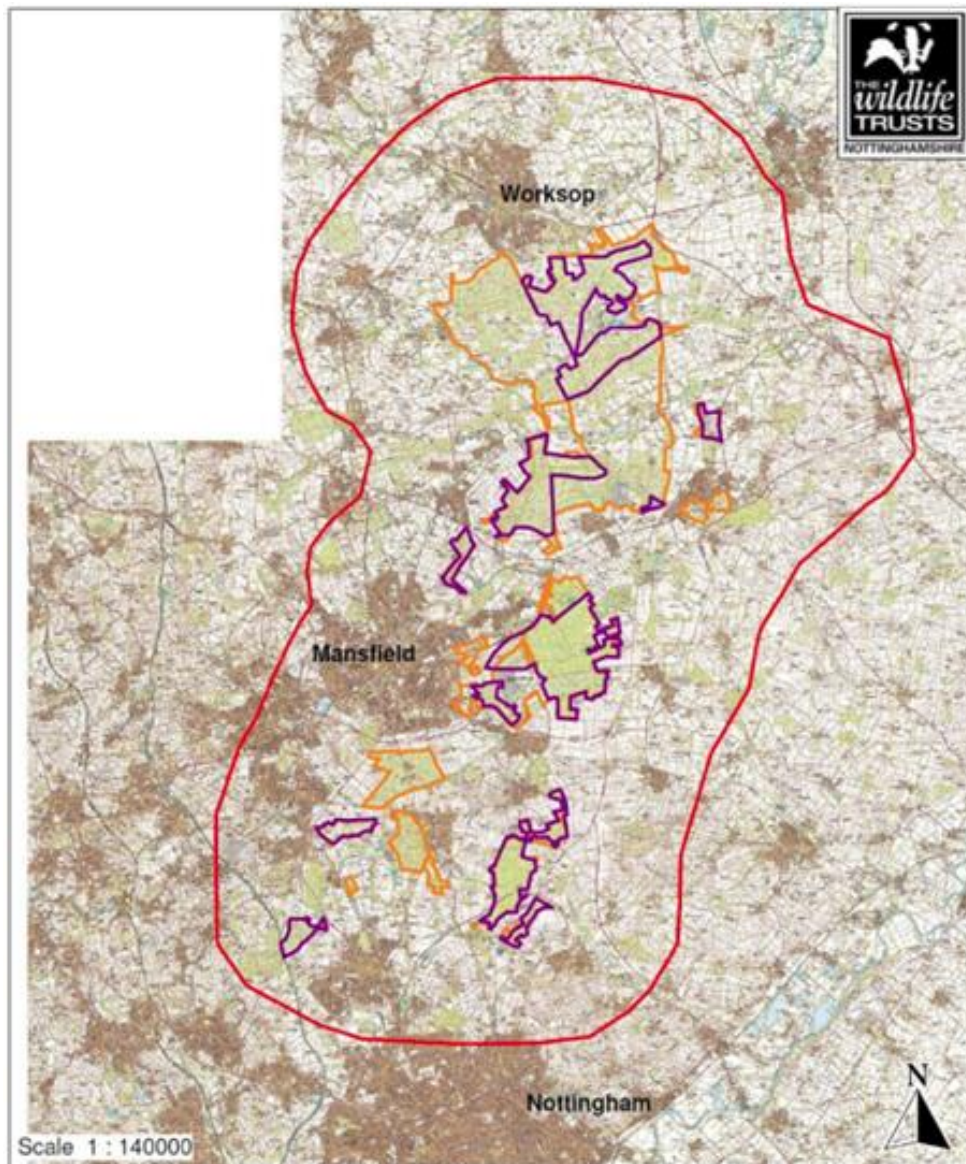 THE
wildlife
TRUSTS
NOTTINGHAMSHIRE
Worksop
Mansfield
Nottingham
N
Scale 1 : 140000